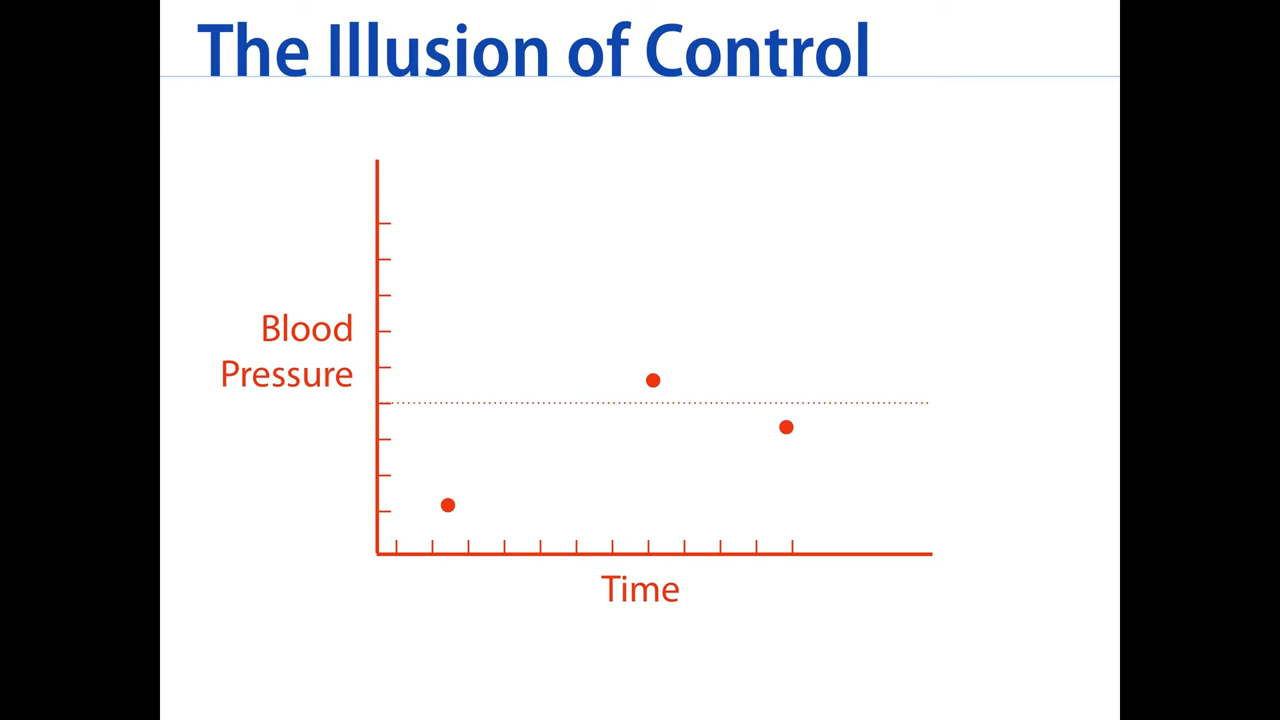 The Illusion of Control
Blood
Pressure
Time